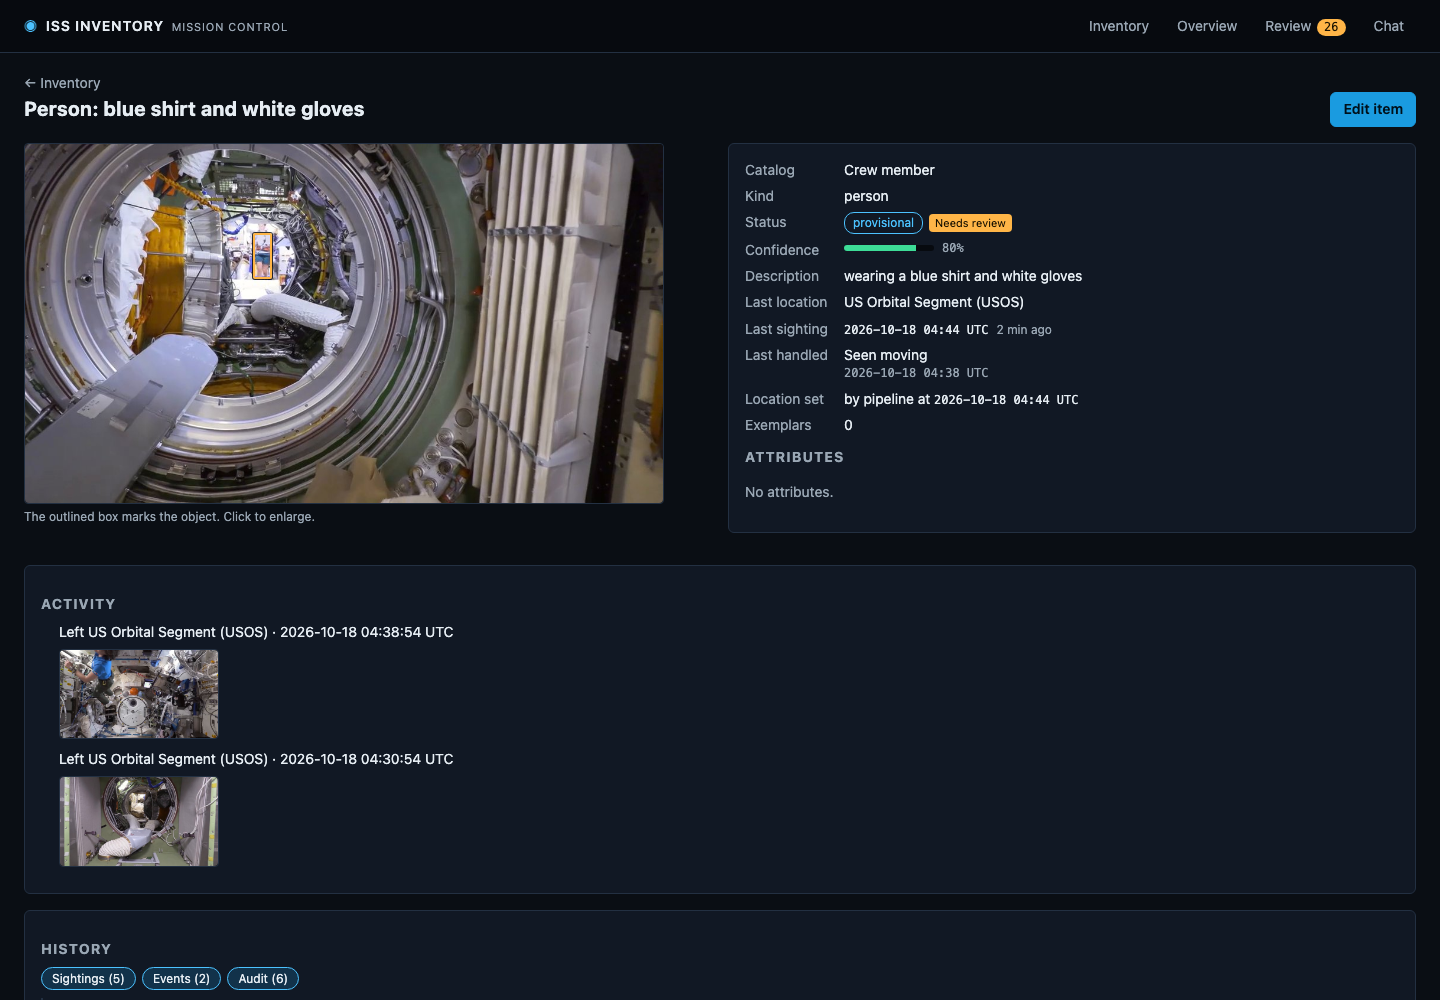 ISS INVENTORY MISSION CONTROL
Inventory Overview Review 26 Chat
← Inventory
Person: blue shirt and white gloves
Edit item
Catalog Crew member
Kind person
Status provisional Needs review
Confidence 80%
Description wearing a blue shirt and white gloves
Last location US Orbital Segment (USOS)
Last sighting 2026-10-18 04:44 UTC 2 min ago
Last handled Seen moving
2026-10-18 04:38 UTC
Location set by pipeline at 2026-10-18 04:44 UTC
Exemplars 0
ATTRIBUTES
No attributes.
The outlined box marks the object. Click to enlarge.
ACTIVITY
Left US Orbital Segment (USOS) · 2026-10-18 04:38:54 UTC
Left US Orbital Segment (USOS) · 2026-10-18 04:30:54 UTC
HISTORY
Sightings (5) Events (2) Audit (6)